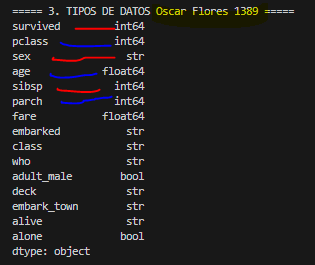 ===== 3. TIPOS DE DATOS Oscar Flores 1389 =====
survived int64
pclass int64
sex str
age float64
sibsp int64
parch int64
fare float64
embarked str
class str
who str
adult_male bool
deck str
embark_town str
alive str
alone bool
dtype: object